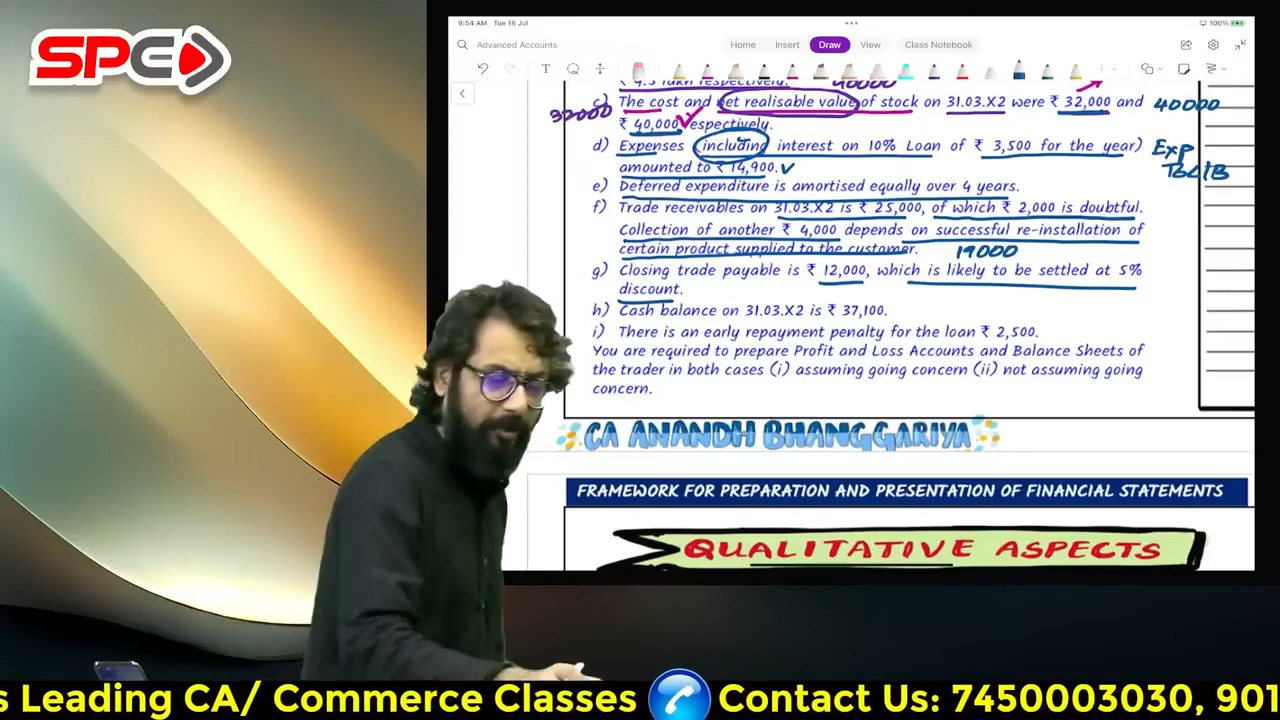 SPED
9:54 AM Tue 18 Jul
100%
Advanced Accounts
Home Insert Draw View Class Notebook
₹ 4.5 lakh respectively. 40000
c) The cost and net realisable value of stock on 31.03.X2 were ₹ 32,000 and 40000
32000 ₹ 40,000 respectively.
d) Expenses (including interest on 10% Loan of ₹ 3,500 for the year) Exp
amounted to ₹ 14,900.
e) Deferred expenditure is amortised equally over 4 years.
f) Trade receivables on 31.03.X2 is ₹ 25,000, of which ₹ 2,000 is doubtful.
Collection of another ₹ 4,000 depends on successful re-installation of
certain product supplied to the customer. 19000
g) Closing trade payable is ₹ 12,000, which is likely to be settled at 5%
discount.
h) Cash balance on 31.03.X2 is ₹ 37,100.
i) There is an early repayment penalty for the loan ₹ 2,500.
You are required to prepare Profit and Loss Accounts and Balance Sheets of
the trader in both cases (i) assuming going concern (ii) not assuming going
concern.
CA ANANDH BHANGGARIYA
FRAMEWORK FOR PREPARATION AND PRESENTATION OF FINANCIAL STATEMENTS
QUALITATIVE ASPECTS
s Leading CA/ Commerce Classes Contact Us: 7450003030, 901